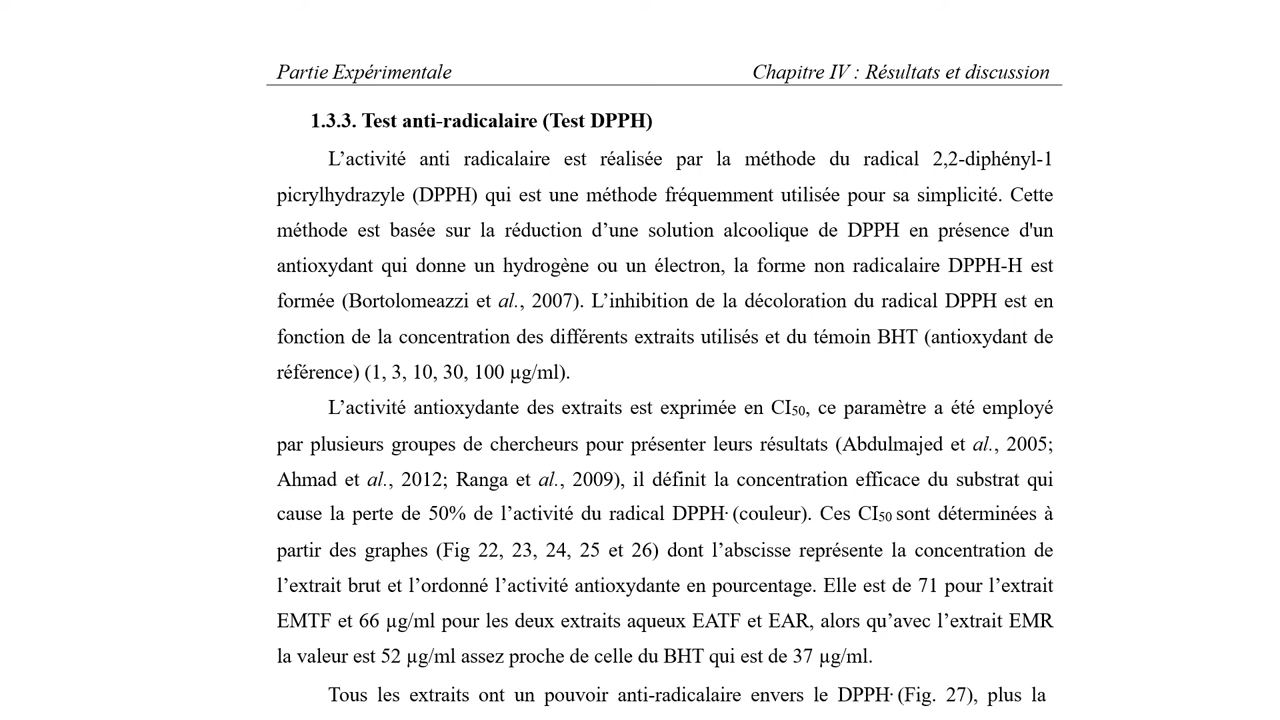 Partie Expérimentale Chapitre IV : Résultats et discussion
1.3.3. Test anti-radicalaire (Test DPPH)
L’activité anti radicalaire est réalisée par la méthode du radical 2,2-diphényl-1
picrylhydrazyle (DPPH) qui est une méthode fréquemment utilisée pour sa simplicité. Cette
méthode est basée sur la réduction d’une solution alcoolique de DPPH en présence d'un
antioxydant qui donne un hydrogène ou un électron, la forme non radicalaire DPPH-H est
formée (Bortolomeazzi et al., 2007). L’inhibition de la décoloration du radical DPPH est en
fonction de la concentration des différents extraits utilisés et du témoin BHT (antioxydant de
référence) (1, 3, 10, 30, 100 µg/ml).
L’activité antioxydante des extraits est exprimée en CI50, ce paramètre a été employé
par plusieurs groupes de chercheurs pour présenter leurs résultats (Abdulmajed et al., 2005;
Ahmad et al., 2012; Ranga et al., 2009), il définit la concentration efficace du substrat qui
cause la perte de 50% de l’activité du radical DPPH· (couleur). Ces CI50 sont déterminées à
partir des graphes (Fig 22, 23, 24, 25 et 26) dont l’abscisse représente la concentration de
l’extrait brut et l’ordonné l’activité antioxydante en pourcentage. Elle est de 71 pour l’extrait
EMTF et 66 µg/ml pour les deux extraits aqueux EATF et EAR, alors qu’avec l’extrait EMR
la valeur est 52 µg/ml assez proche de celle du BHT qui est de 37 µg/ml.
Tous les extraits ont un pouvoir anti-radicalaire envers le DPPH· (Fig. 27), plus la